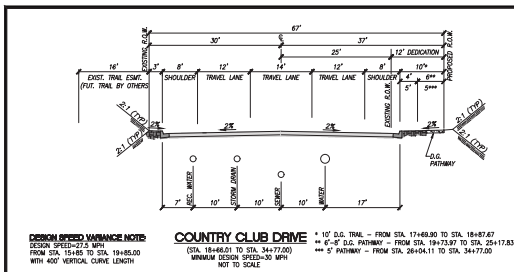 67'
30'
37'
25'
12' DEDICATION
EXISTING R.O.W.
PROPOSED R.O.W.
16'
3'
8'
12'
14'
12'
8'
10'*
EXIST. TRAIL ESMT.
(FUT. TRAIL BY OTHERS
SHOULDER
TRAVEL LANE
TRAVEL LANE
TRAVEL LANE
SHOULDER
EXISTING R.O.W.
4'
6**
5'
5***
2:1 (TYP)
2:1 (TYP)
2%
2%
2%
2%
2:1 (TYP)
2:1 (TYP)
D.G.
PATHWAY
REC. WATER
STORM DRAIN
SEWER
WATER
7'
10'
10'
10'
17'
DESIGN SPEED VARIANCE NOTE:
DESIGN SPEED=27.5 MPH
FROM STA. 15+85 TO STA. 19+85.00
WITH 400' VERTICAL CURVE LENGTH
COUNTRY CLUB DRIVE
(STA. 18+66.01 TO STA. 34+77.00)
MINIMUM DESIGN SPEED=30 MPH
NOT TO SCALE
* 10' D.G. TRAIL - FROM STA. 17+69.90 TO STA. 18+87.67
** 6'-8' D.G. PATHWAY - FROM STA. 19+73.97 TO STA. 25+17.83
*** 5' PATHWAY - FROM STA. 26+04.11 TO STA. 34+77.00